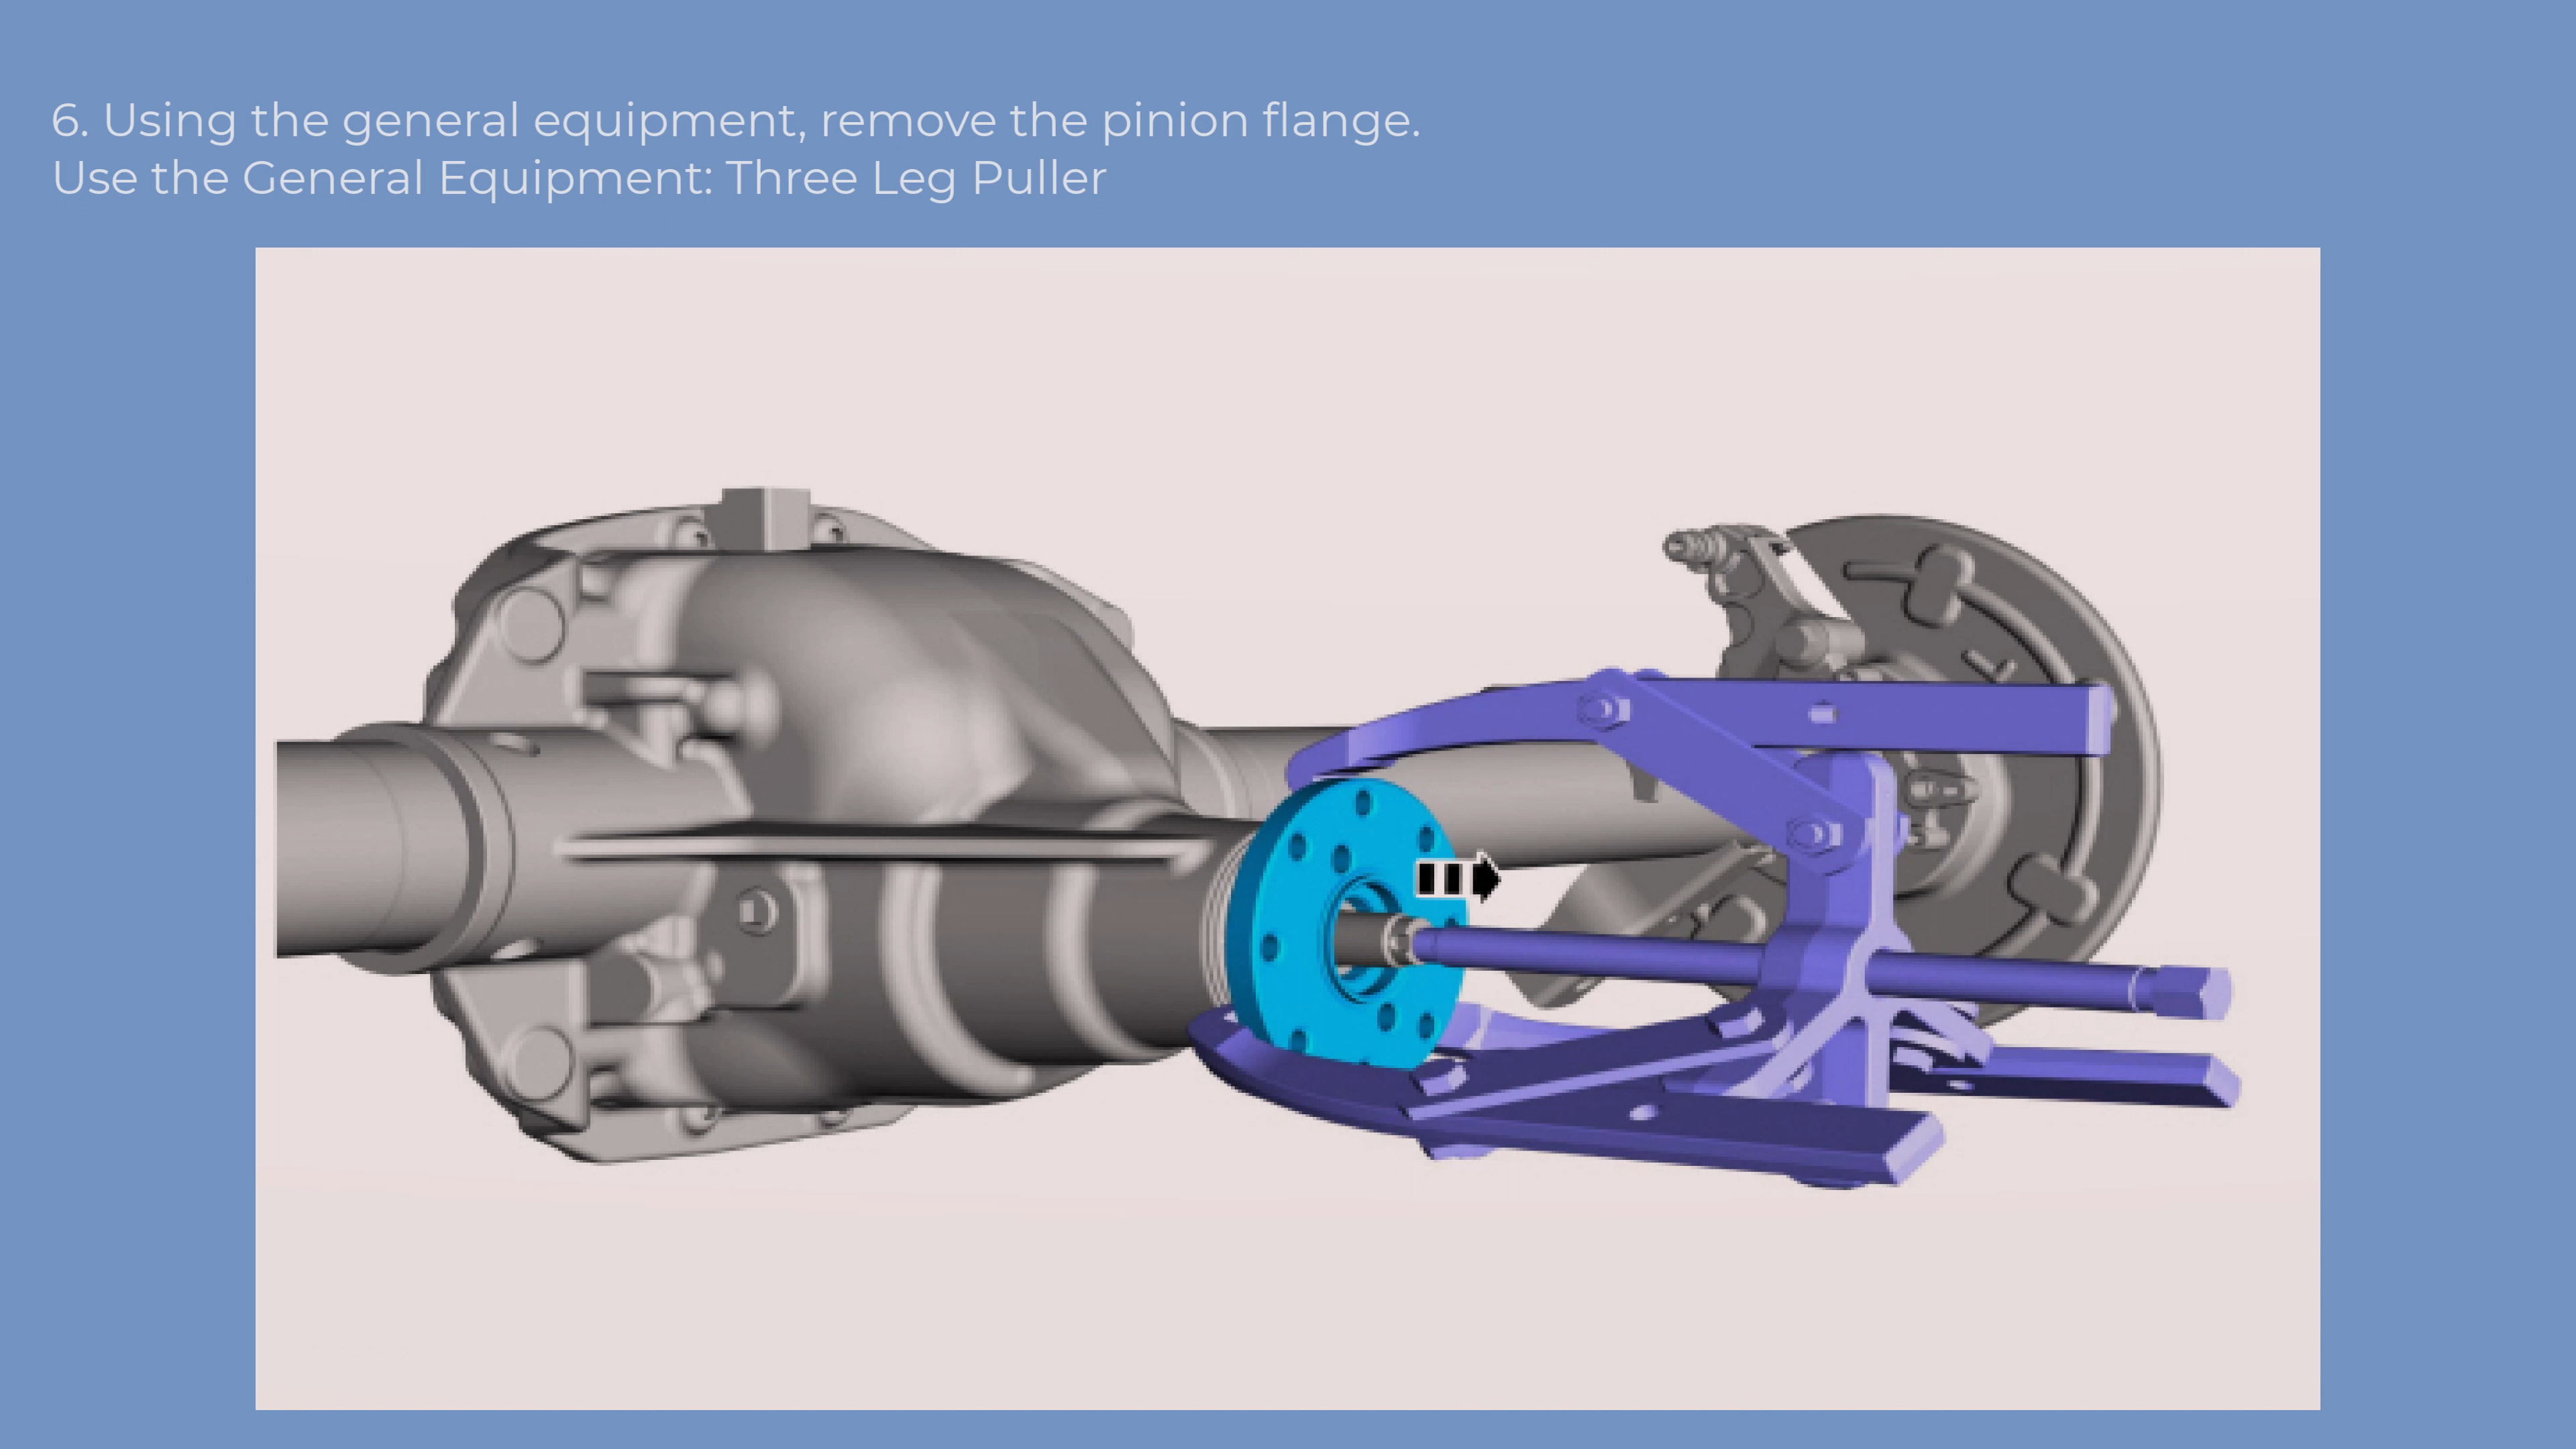 6. Using the general equipment, remove the pinion flange.
Use the General Equipment: Three Leg Puller